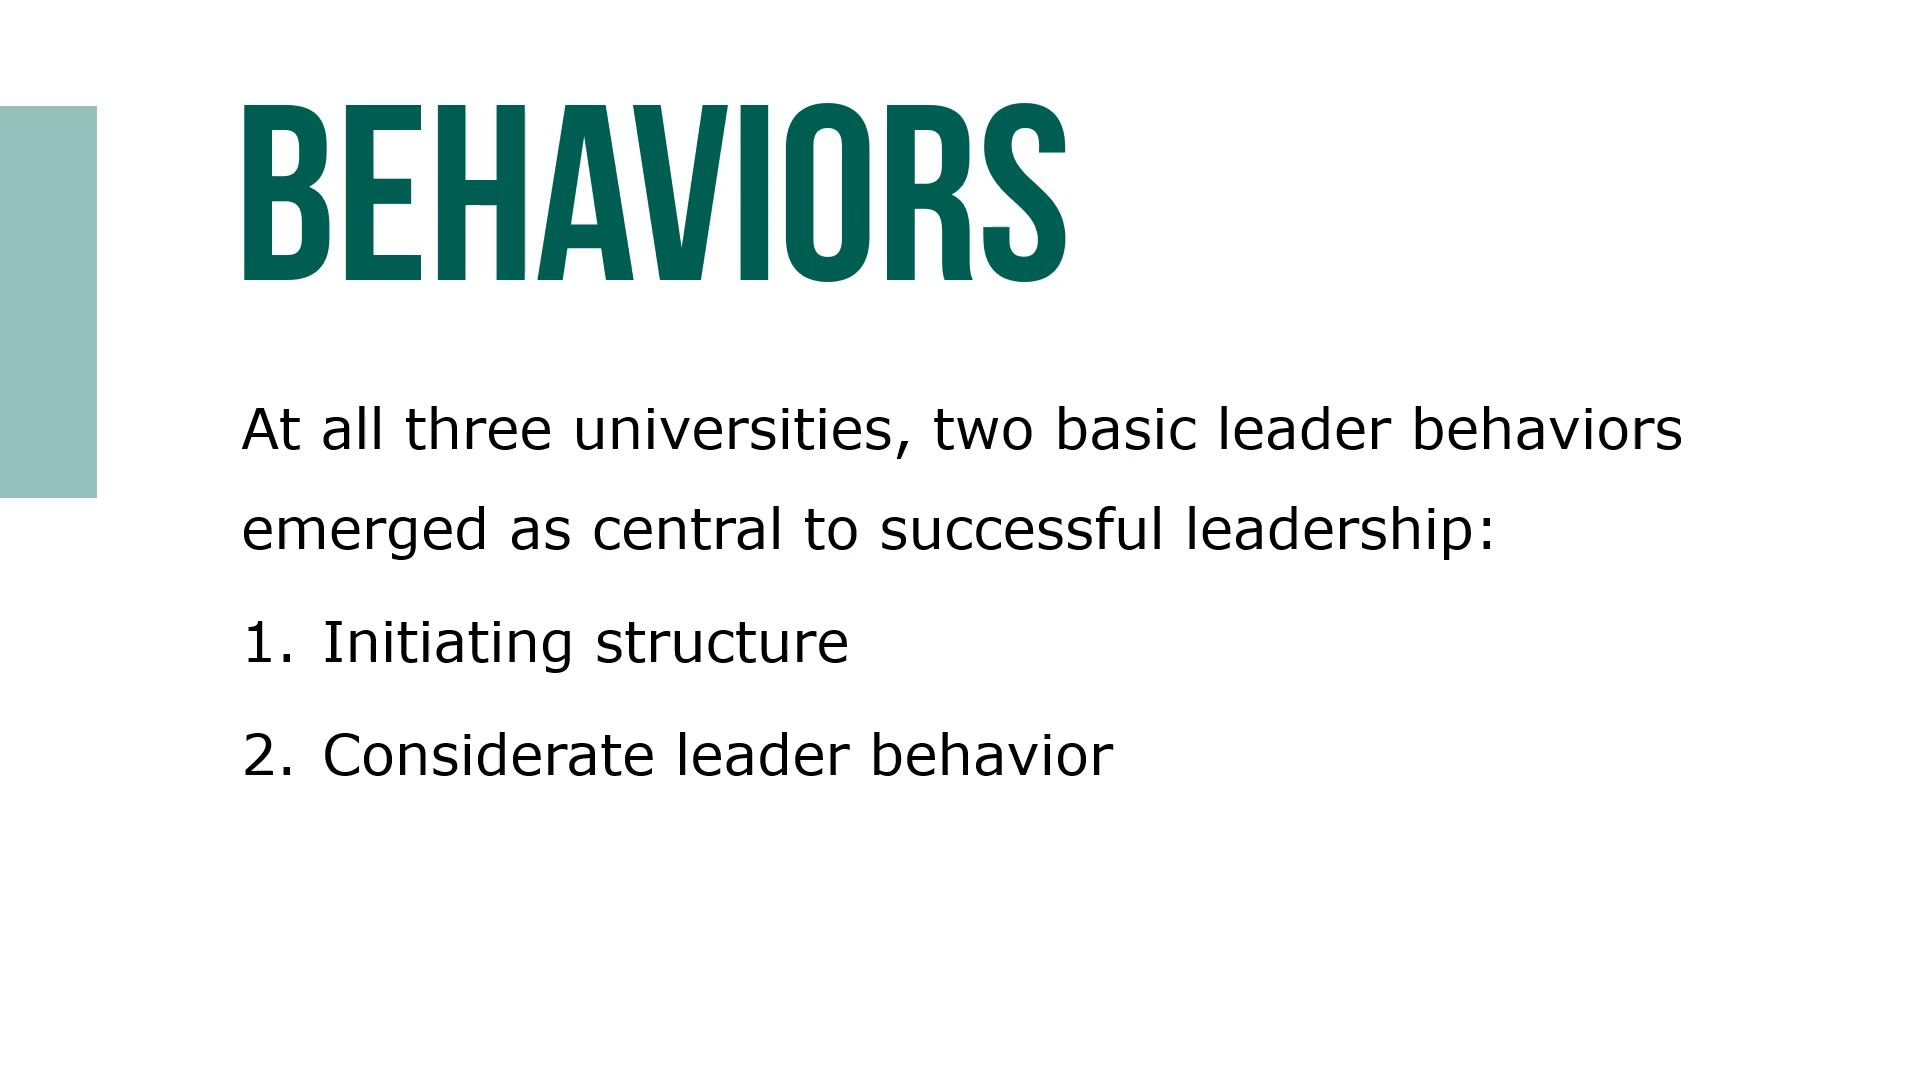 BEHAVIORS
At all three universities, two basic leader behaviors
emerged as central to successful leadership:
1. Initiating structure
2. Considerate leader behavior